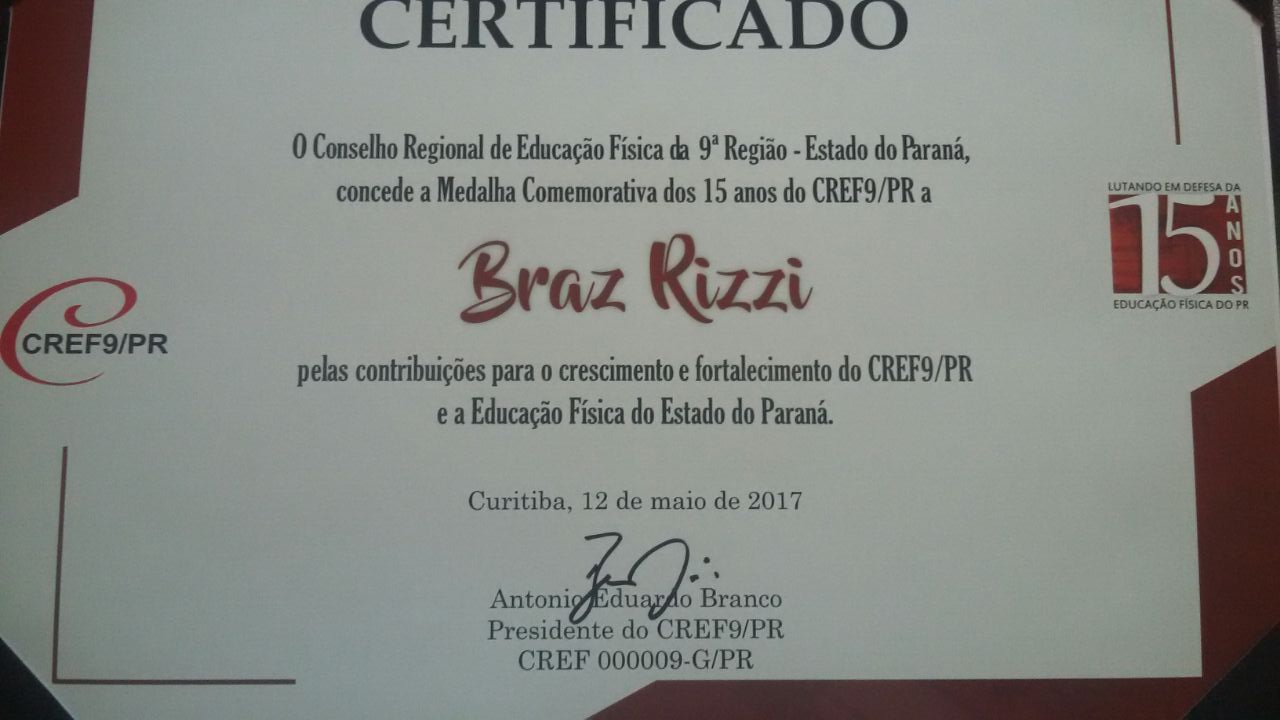 CERTIFICADO
O Conselho Regional de Educação Física da 9ª Região - Estado do Paraná,
concede a Medalha Comemorativa dos 15 anos do CREF9/PR a
Braz Rizzi
pelas contribuições para o crescimento e fortalecimento do CREF9/PR
e a Educação Física do Estado do Paraná.
CREF9/PR
LUTANDO EM DEFESA DA
15 ANOS
EDUCAÇÃO FÍSICA DO PR
Curitiba, 12 de maio de 2017
Antonio Eduardo Branco
Presidente do CREF9/PR
CREF 000009-G/PR